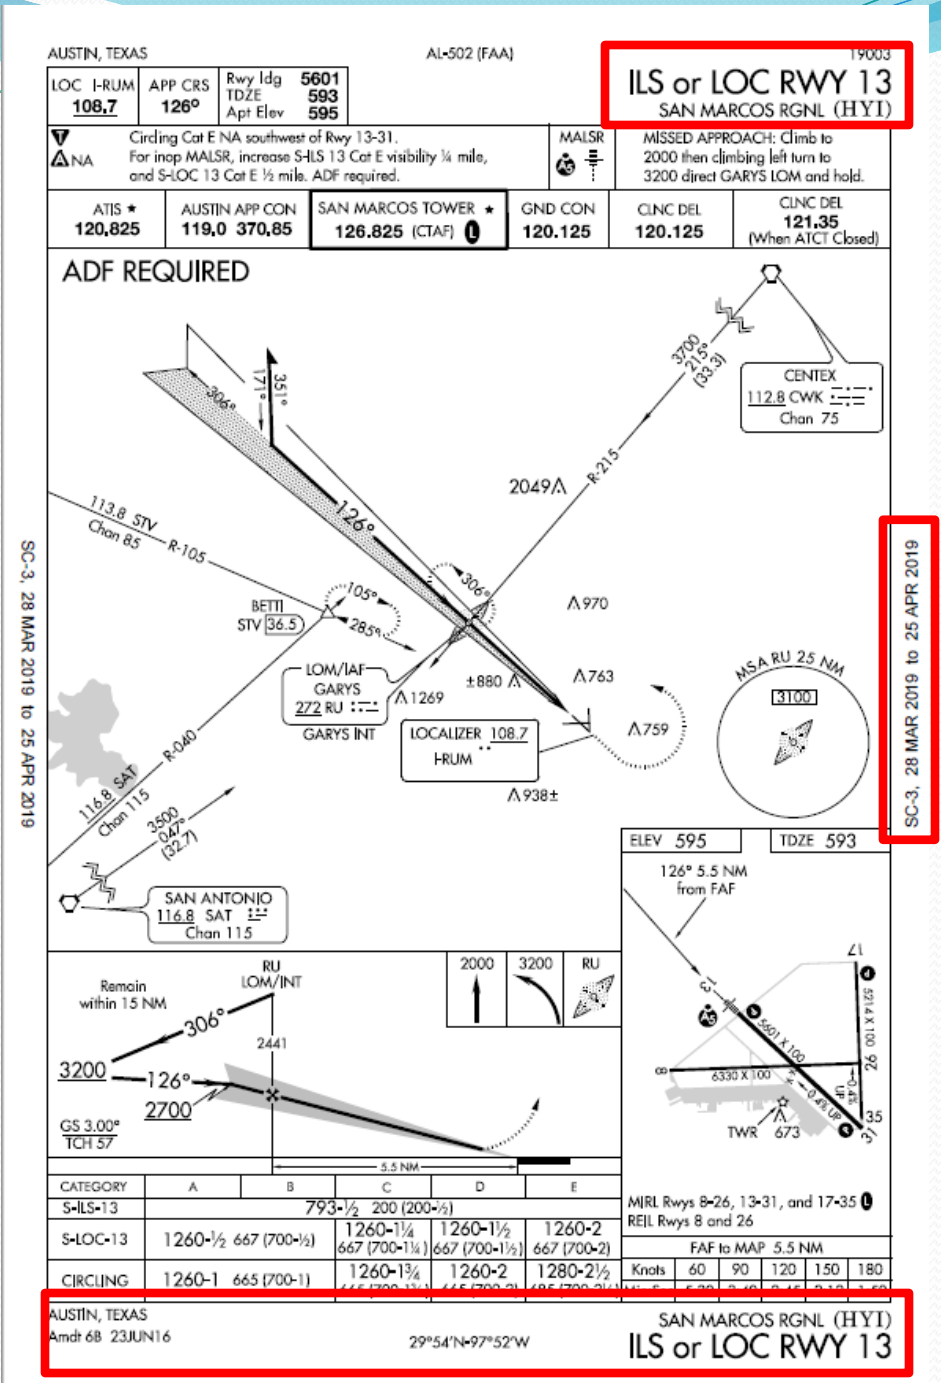 AUSTIN, TEXAS
AL-502 (FAA)
19003
ILS or LOC RWY 13
SAN MARCOS RGNL (HYI)
LOC I-RUM
108.7
APP CRS
126°
Rwy ldg 5601
TDZE 593
Apt Elev 595
T
A NA
Circling Cat E NA southwest of Rwy 13-31.
For inop MALSR, increase S-ILS 13 Cat E visibility ¼ mile,
and S-LOC 13 Cat E ½ mile. ADF required.
MALSR
A5
MISSED APPROACH: Climb to
2000 then climbing left turn to
3200 direct GARYS LOM and hold.
ATIS ★
120.825
AUSTIN APP CON
119.0 370.85
SAN MARCOS TOWER ★
126.825 (CTAF) L
GND CON
120.125
CLNC DEL
120.125
CLNC DEL
121.35
(When ATCT Closed)
ADF REQUIRED
3700
215°
(33.3)
CENTEX
112.8 CWK
Chan 75
R-215
351°
171°
306°
126°
2049
113.8 STV
Chan 85
R-105
BETTI
STV 36.5
105°
285°
306°
970
LOM/IAF
GARYS
272 RU
GARYS INT
±880
1269
763
759
938±
LOCALIZER 108.7
I-RUM
MSA RU 25 NM
3100
R-040
116.8 SAT
Chan 115
3500
047°
(32.7)
SAN ANTONIO
116.8 SAT
Chan 115
SC-3, 28 MAR 2019 to 25 APR 2019
SC-3, 28 MAR 2019 to 25 APR 2019
ELEV 595
TDZE 593
126° 5.5 NM
from FAF
13
A5
17
P
5214 X 100
5601 X 100
6330 X 100
8
26
0.4%
UP
0.4% UP
35
31
TWR
673
P
MIRL Rwys 8-26, 13-31, and 17-35 L
REIL Rwys 8 and 26
FAF to MAP 5.5 NM
Knots 60 90 120 150 180
Remain
within 15 NM
RU
LOM/INT
306°
2441
3200
126°
2700
GS 3.00°
TCH 57
5.5 NM
2000
3200
RU
CATEGORY A B C D E
S-ILS-13 793-½ 200 (200-½)
S-LOC-13 1260-½ 667 (700-½) 1260-1¼ 667 (700-1¼) 1260-1½ 667 (700-1½) 1260-2 667 (700-2)
CIRCLING 1260-1 665 (700-1) 1260-1¾ 1260-2 1280-2½
AUSTIN, TEXAS
Amdt 6B 23JUN16
29°54'N-97°52'W
SAN MARCOS RGNL (HYI)
ILS or LOC RWY 13